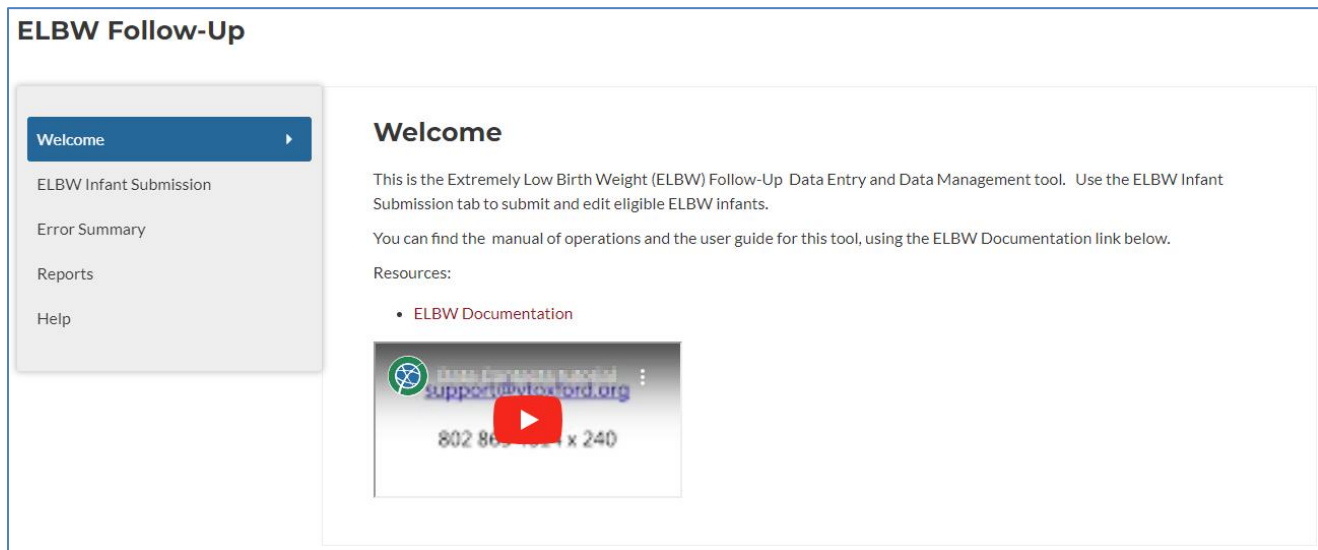 ELBW Follow-Up
Welcome
ELBW Infant Submission
Error Summary
Reports
Help
Welcome
This is the Extremely Low Birth Weight (ELBW) Follow-Up Data Entry and Data Management tool. Use the ELBW Infant
Submission tab to submit and edit eligible ELBW infants.
You can find the manual of operations and the user guide for this tool, using the ELBW Documentation link below.
Resources:
• ELBW Documentation
support@vtoxford.org
802 x 240